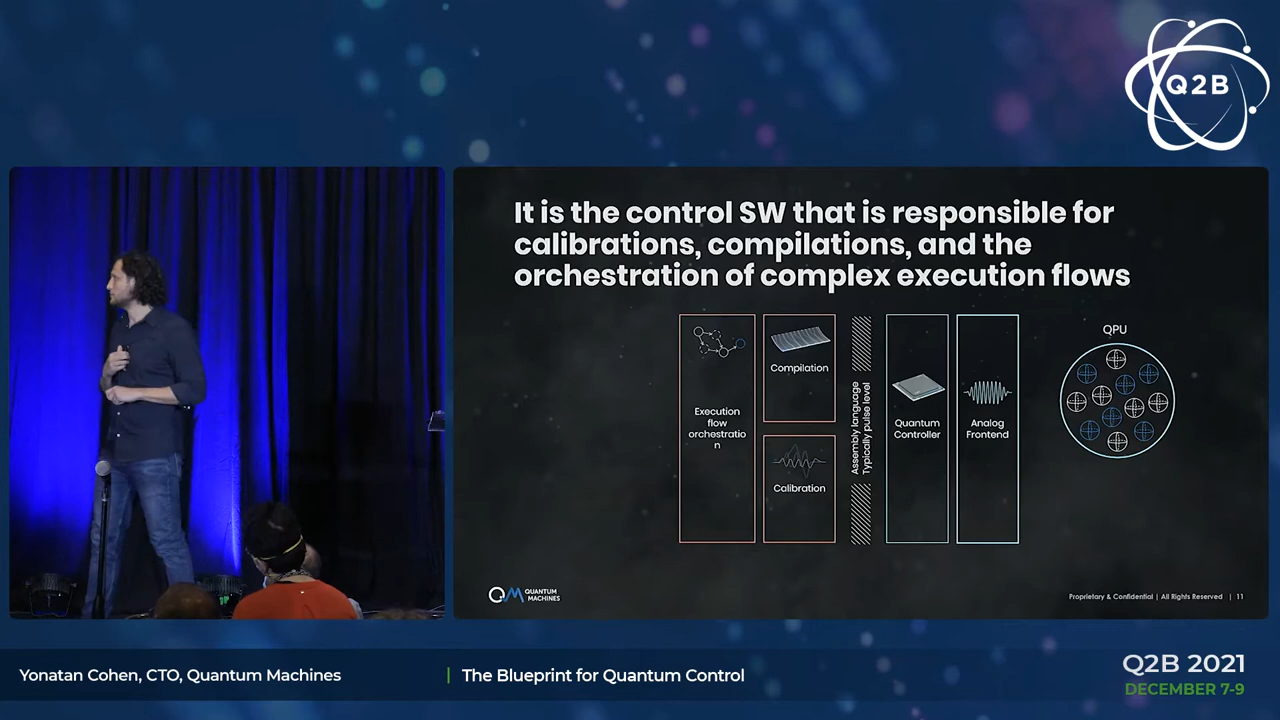 Q2B
It is the control SW that is responsible for
calibrations, compilations, and the
orchestration of complex execution flows
Execution
flow
orchestratio
n
Compilation
Calibration
Assembly language
Typically pulse level
Quantum
Controller
Analog
Frontend
QPU
QM QUANTUM
MACHINES
Proprietary & Confidential | All Rights Reserved | 11
Yonatan Cohen, CTO, Quantum Machines
The Blueprint for Quantum Control
Q2B 2021
DECEMBER 7-9